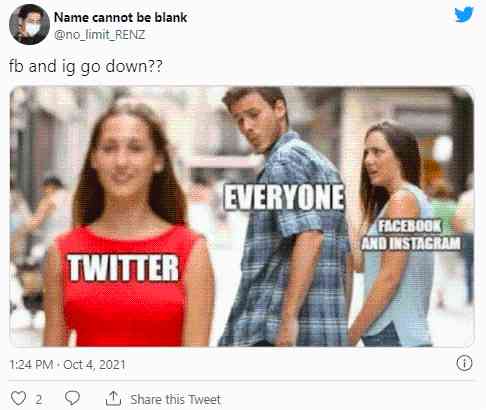 Name cannot be blank
@no_limit_RENZ
fb and ig go down??
EVERYONE
FACEBOOK
AND INSTAGRAM
TWITTER
1:24 PM · Oct 4, 2021
2
Share this Tweet